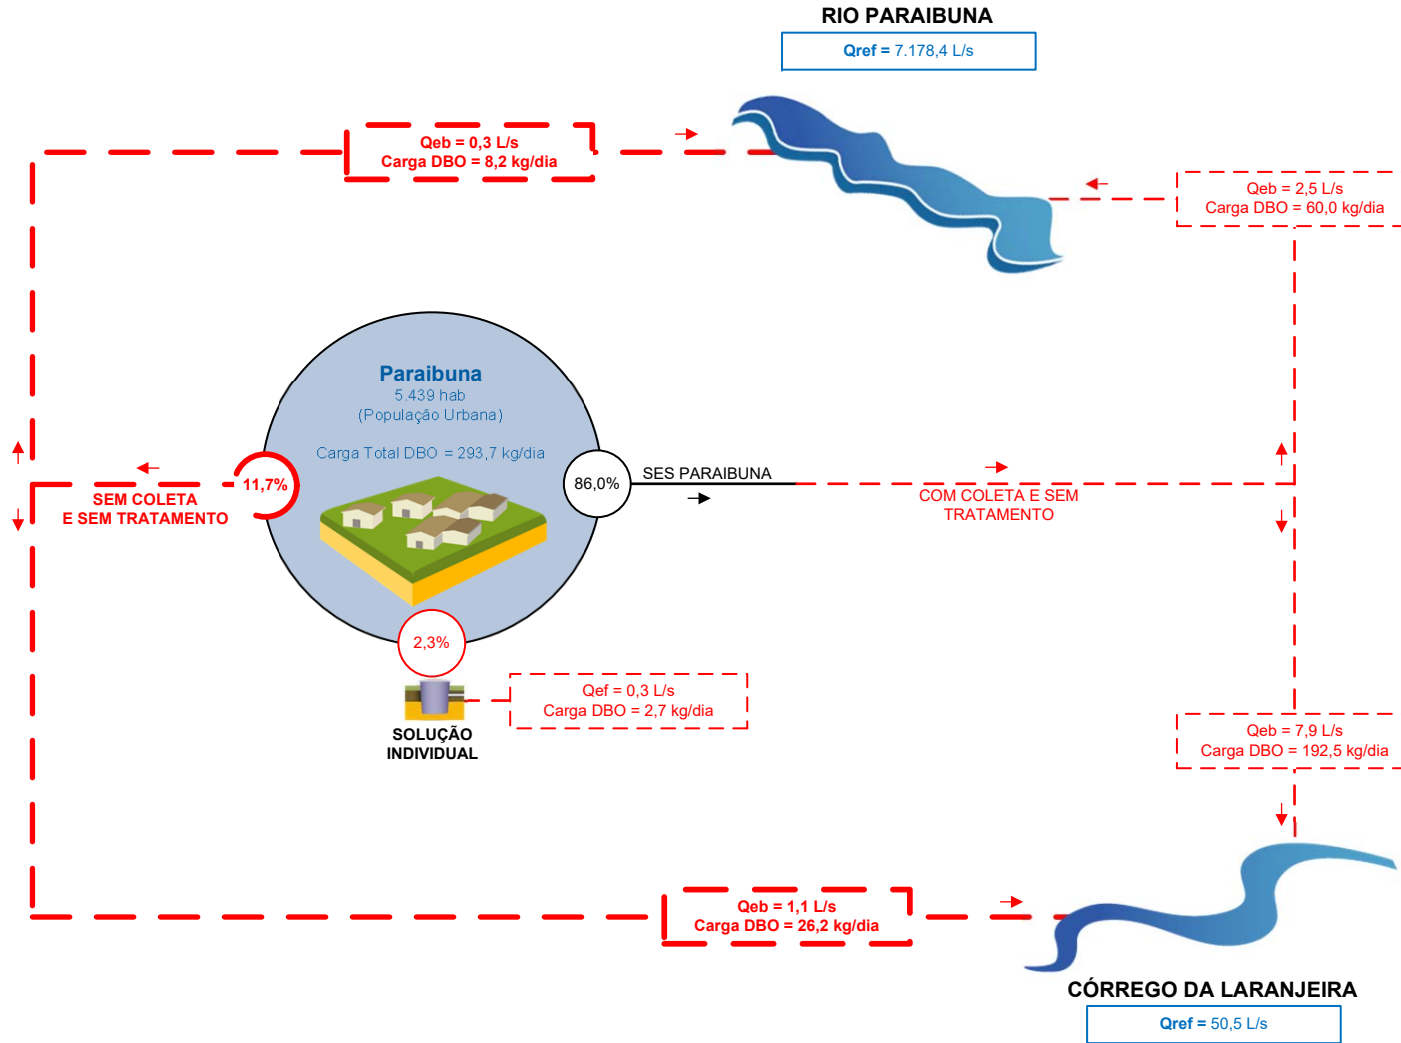 RIO PARAIBUNA
Qref = 7.178,4 L/s
Qeb = 0,3 L/s
Carga DBO = 8,2 kg/dia
Qeb = 2,5 L/s
Carga DBO = 60,0 kg/dia
Paraibuna
5.439 hab
(População Urbana)
Carga Total DBO = 293,7 kg/dia
11,7%
SEM COLETA
E SEM TRATAMENTO
86,0%
SES PARAIBUNA
COM COLETA E SEM
TRATAMENTO
2,3%
SOLUÇÃO
INDIVIDUAL
Qef = 0,3 L/s
Carga DBO = 2,7 kg/dia
Qeb = 7,9 L/s
Carga DBO = 192,5 kg/dia
Qeb = 1,1 L/s
Carga DBO = 26,2 kg/dia
CÓRREGO DA LARANJEIRA
Qref = 50,5 L/s